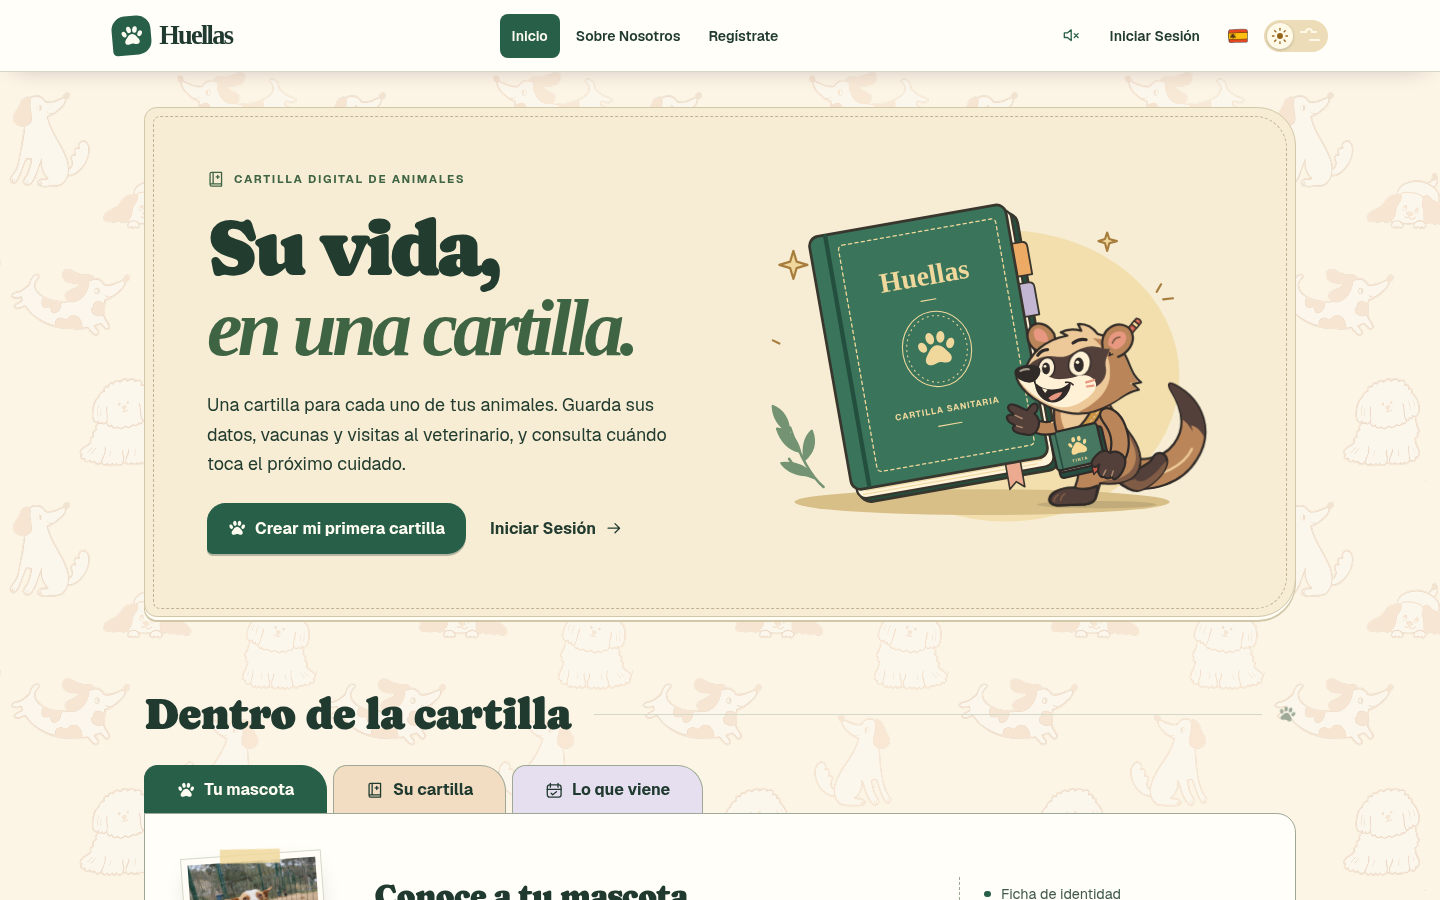 Huellas
Inicio
Sobre Nosotros
Regístrate
Iniciar Sesión
CARTILLA DIGITAL DE ANIMALES
Su vida,
en una cartilla.
Una cartilla para cada uno de tus animales. Guarda sus
datos, vacunas y visitas al veterinario, y consulta cuándo
toca el próximo cuidado.
Crear mi primera cartilla
Iniciar Sesión
Huellas
CARTILLA SANITARIA
TINTA
Dentro de la cartilla
Tu mascota
Su cartilla
Lo que viene
Conoce a tu mascota
Ficha de identidad